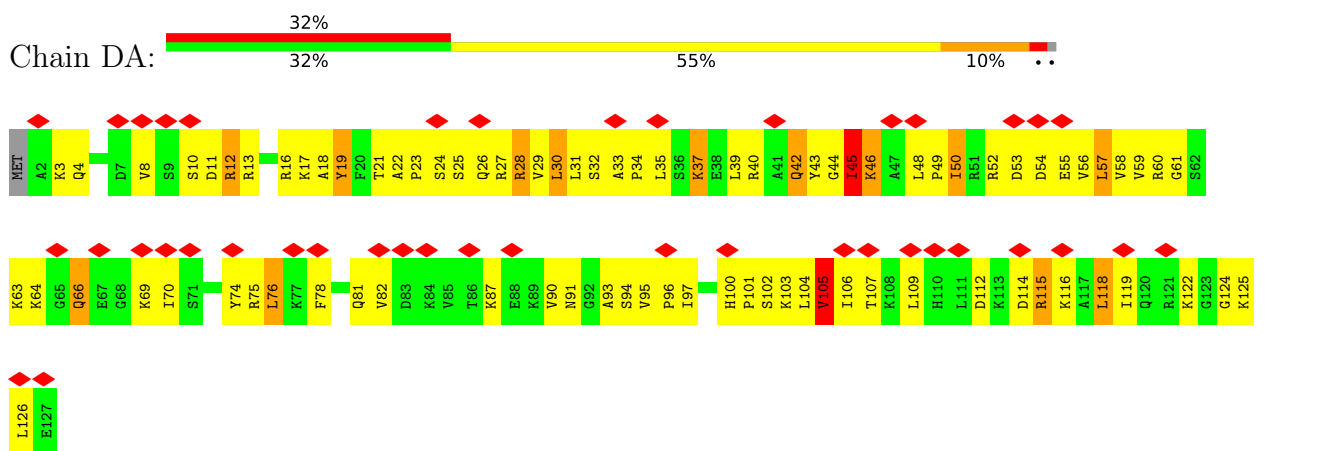 32%
Chain DA:
32% 55% 10% • •
MET A2 K3 Q4 D7 V8 S9 S10 D11 R12 R13 R16 K17 A18 Y19 F20 T21 A22 P23 S24 S25 Q26 R27 R28 V29 L30 L31 S32 A33 P34 L35 S36 K37 E38 L39 R40 A41 Q42 Y43 G44 I45 K46 A47 L48 P49 I50 R51 R52 D53 D54 E55 V56 L57 V58 V59 R60 G61 S62
K63 K64 G65 Q66 E67 G68 K69 I70 S71 Y74 R75 L76 K77 F78 Q81 V82 D83 K84 V85 T86 K87 E88 K89 V90 N91 G92 A93 S94 V95 P96 I97 H100 P101 S102 K103 L104 V105 I106 T107 K108 L109 H110 L111 D112 K113 D114 R115 K116 A117 L118 I119 Q120 R121 K122 G123 G124 K125
L126 E127